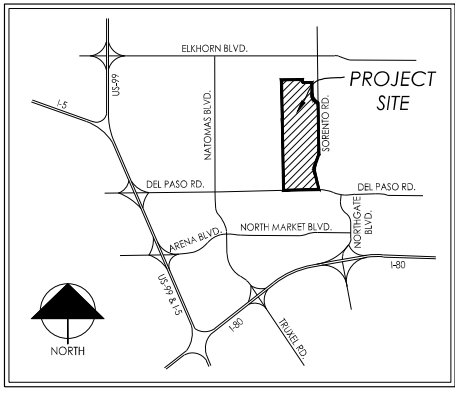 ELKHORN BLVD.
US-99
I-5
NATOMAS BLVD.
PROJECT
SITE
SORENTO RD.
DEL PASO RD.
DEL PASO RD.
NORTHGATE
BLVD.
ARENA BLVD.
NORTH MARKET BLVD.
US-99 & I-5
I-80
I-80
TRUXEL RD.
NORTH